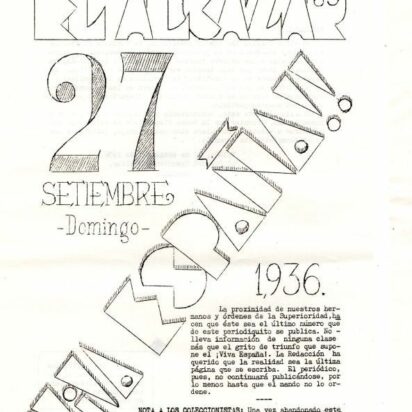 EL ALCAZAR
27
SETIEMBRE
-Domingo-
¡VIVA ESPAÑA!!
1936.
La proximidad de nuestros her-
manos y órdenes de la Superioridad,ha
cen que éste sea el último número que
de este periodiquito se publica. No -
lleva información de ninguna clase
más que el grito de triunfo que supo-
ne el ¡Viva España!. La Redacción ha
querido que la realidad sea la última
página que se escriba. El periódico,
pues, no continuará publicándose, por
lo menos hasta que el mando no lo or-
dene.
NOTA A LOS COLECCIONISTAS: Una vez abandonado este